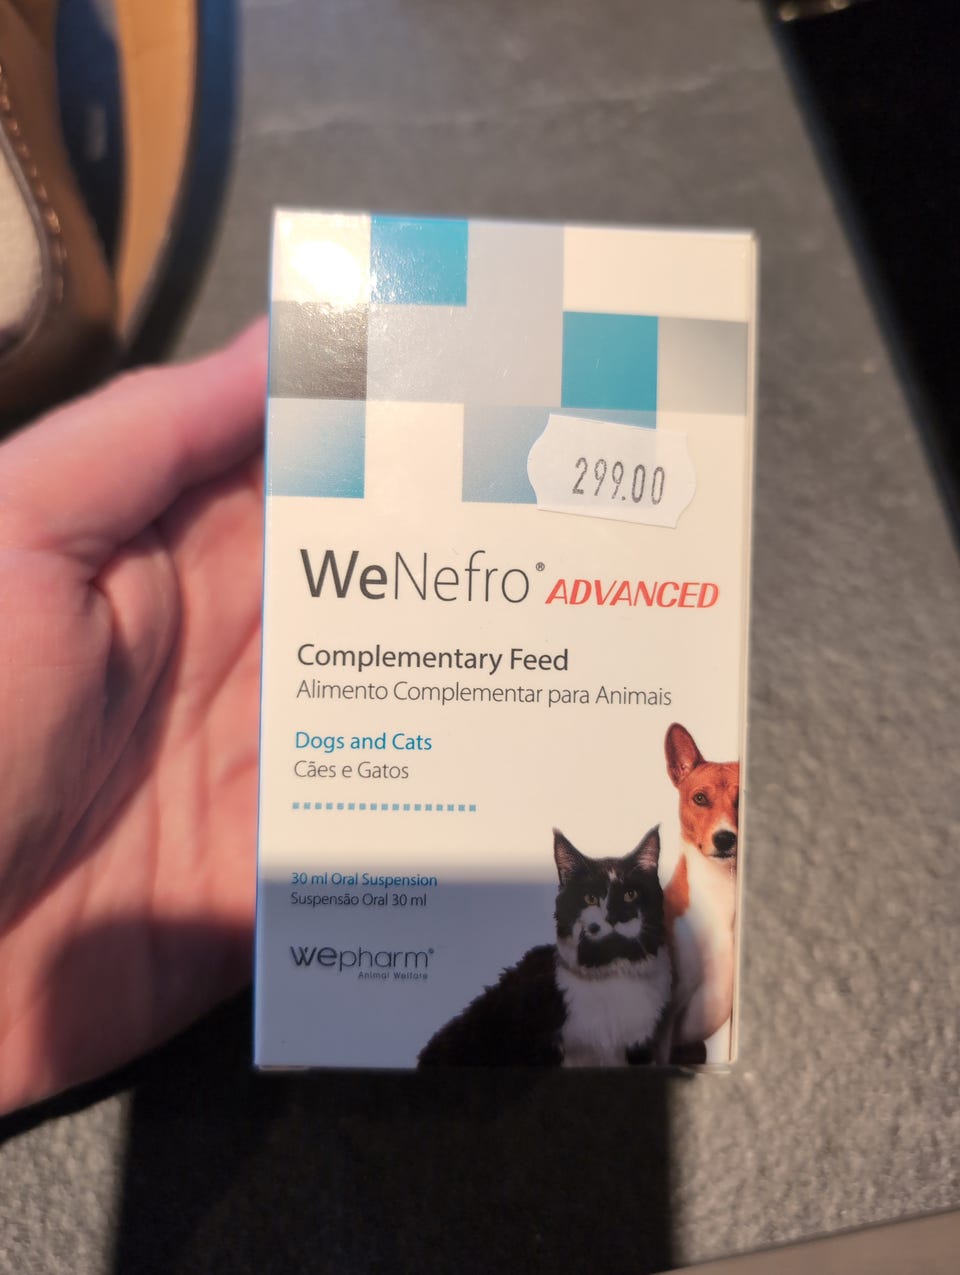 299.00
WeNefro® ADVANCED
Complementary Feed
Alimento Complementar para Animais
Dogs and Cats
Cães e Gatos
30 ml Oral Suspension
Suspensão Oral 30 ml
wepharm®
Animal Welfare